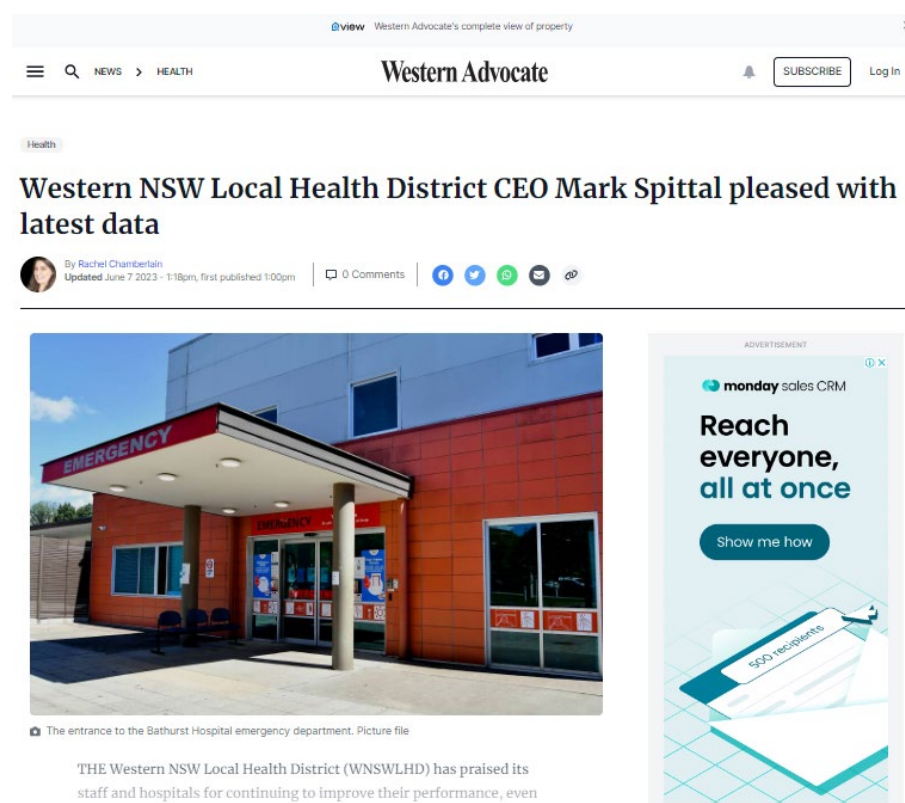 view Western Advocate's complete view of property
NEWS > HEALTH
Western Advocate
SUBSCRIBE
Log In
Health
Western NSW Local Health District CEO Mark Spittal pleased with
latest data
By Rachel Chamberlain
Updated June 7 2023 - 1:18pm, first published 1:00pm
0 Comments
ADVERTISEMENT
EMERGENCY
EMERGENCY
monday sales CRM
Reach
everyone,
all at once
Show me how
500 recipients
The entrance to the Bathurst Hospital emergency department. Picture file
THE Western NSW Local Health District (WNSWLHD) has praised its
staff and hospitals for continuing to improve their performance, even